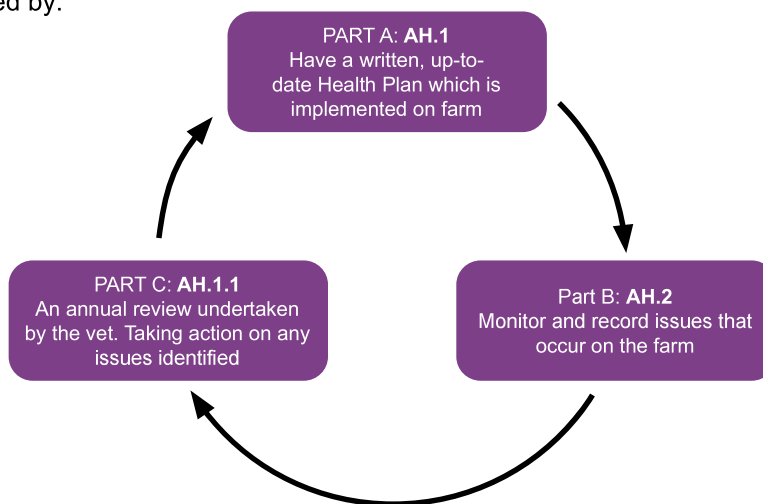 ed by:
PART A: AH.1
Have a written, up-to-
date Health Plan which is
implemented on farm
PART C: AH.1.1
An annual review undertaken
by the vet. Taking action on any
issues identified
Part B: AH.2
Monitor and record issues that
occur on the farm